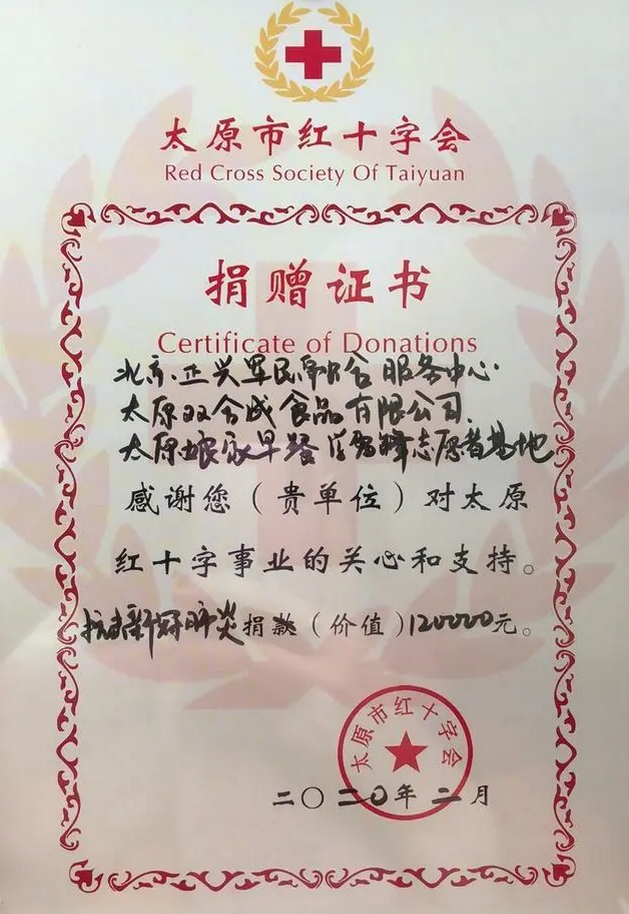 太原市红十字会
Red Cross Society Of Taiyuan
捐赠证书
Certificate of Donations
北京正兴军民融合服务中心
太原双合成食品有限公司
太原娘家早餐 志愿者基地
感谢您（贵单位）对太原
红十字事业的关心和支持。
抗击新冠肺炎捐款（价值）120000元。
太原市红十字会
二〇二〇年二月